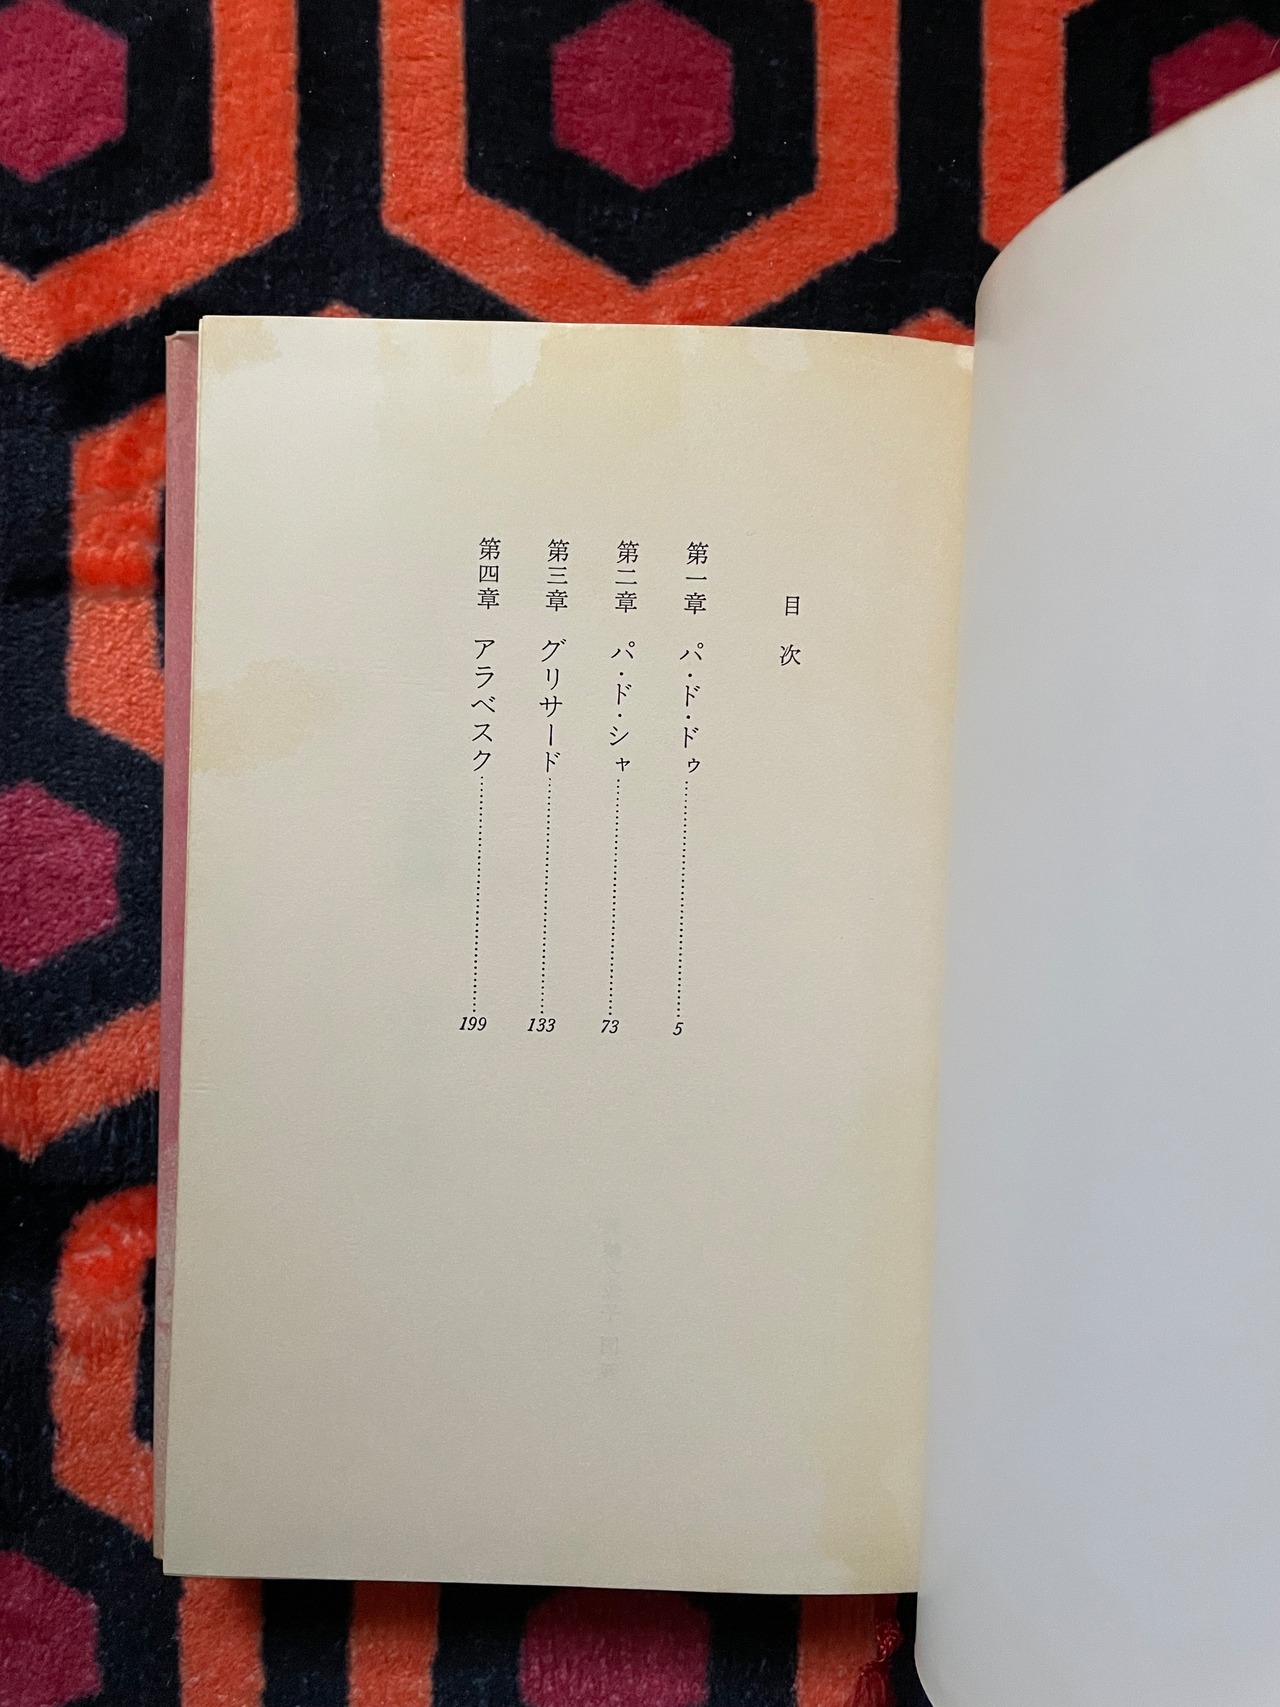 目次
第一章 パ・ド・ドゥ……………………5
第二章 パ・ド・シャ……………………73
第三章 グリサード……………………133
第四章 アラベスク……………………199